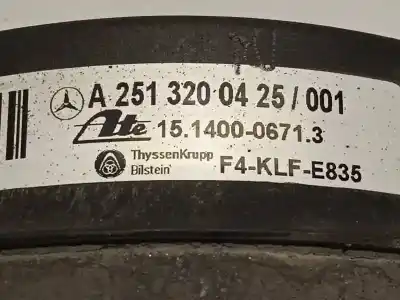 A 251 320 04 25 / 001
Ate 15.1400-0671.3
ThyssenKrupp
Bilstein
F4-KLF-E835